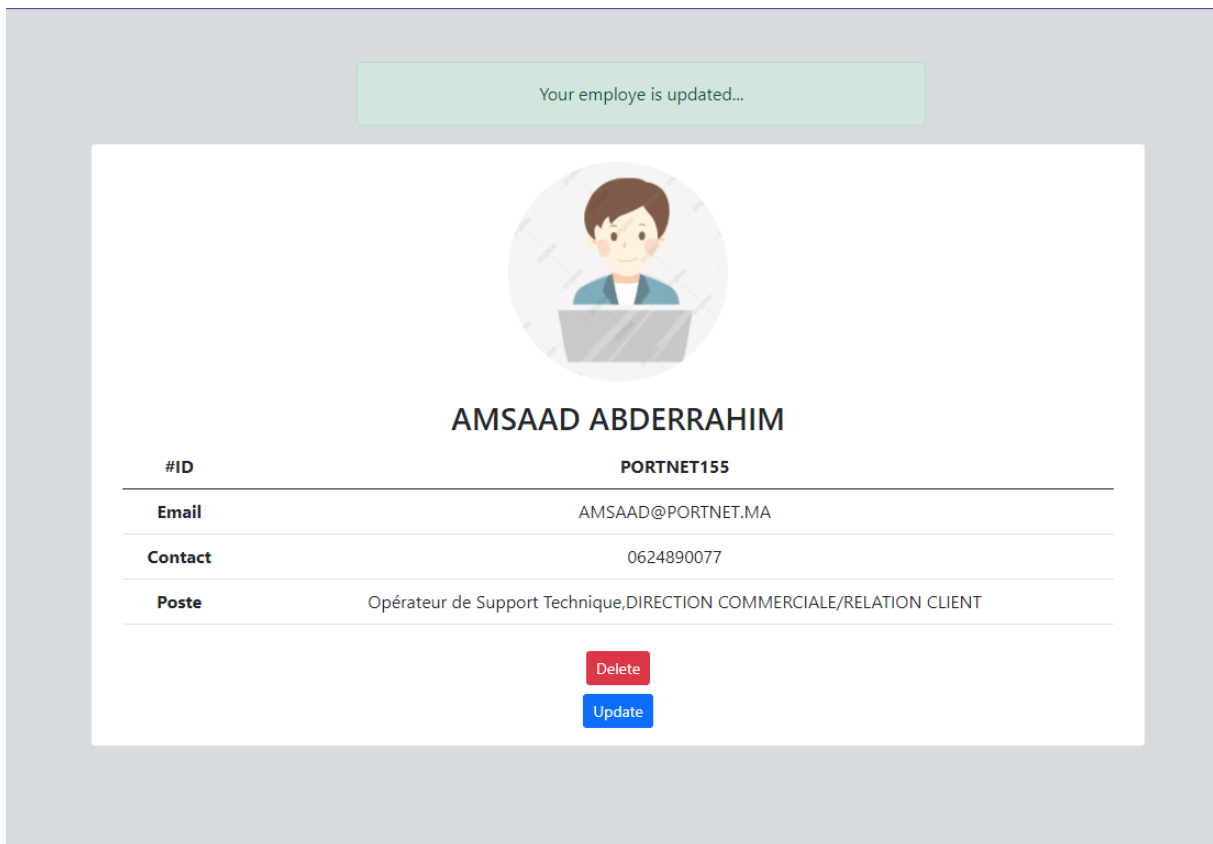 Your employe is updated...
AMSAAD ABDERRAHIM
#ID PORTNET155
Email AMSAAD@PORTNET.MA
Contact 0624890077
Poste Opérateur de Support Technique,DIRECTION COMMERCIALE/RELATION CLIENT
Delete
Update